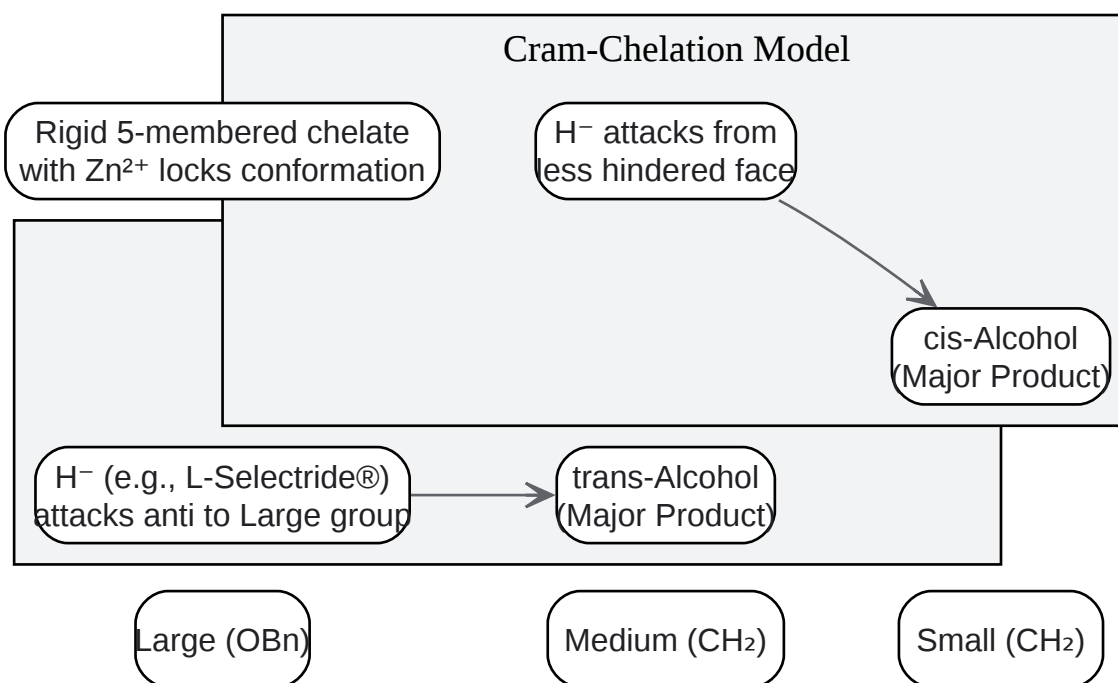 Cram-Chelation Model
Rigid 5-membered chelate
with Zn²⁺ locks conformation
H⁻ attacks from
less hindered face
cis-Alcohol
(Major Product)
H⁻ (e.g., L-Selectride®)
attacks anti to Large group
trans-Alcohol
(Major Product)
Large (OBn)
Medium (CH₂)
Small (CH₂)